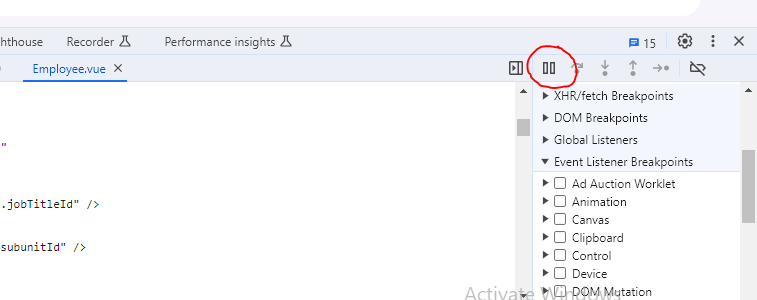 hthouse Recorder Performance insights 15
Employee.vue
XHR/fetch Breakpoints
DOM Breakpoints
Global Listeners
"
Event Listener Breakpoints
Ad Auction Worklet
.jobTitleId" />
Animation
Canvas
Clipboard
subunitId" />
Control
Device
DOM Mutation
Activate Windows